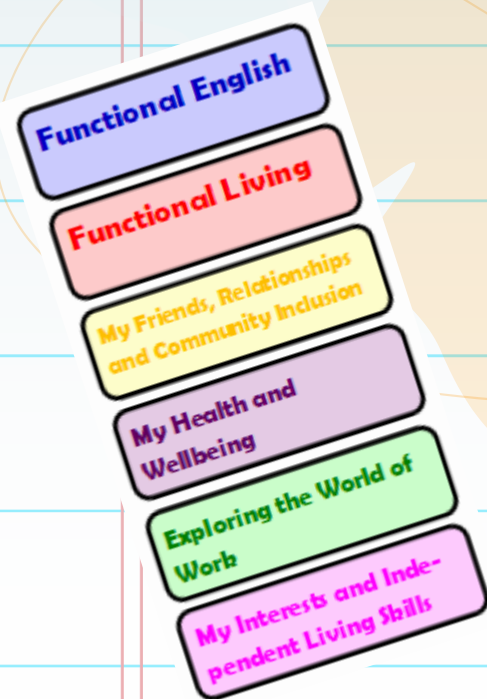 Functional English
Functional Living
My Friends, Relationships
and Community Inclusion
My Health and
Wellbeing
Exploring the World of
Work
My Interests and Inde-
pendent Living Skills